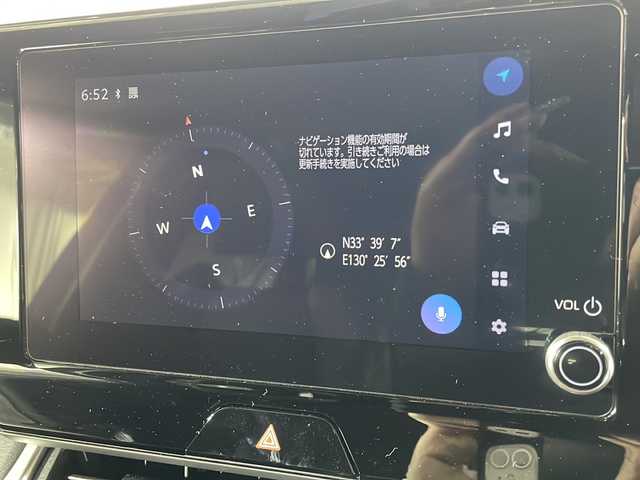 6:52
ナビゲーション機能の有効期間が
切れています。引き続きご利用の場合は
更新手続きを実施してください
N
W
E
S
N33° 39′ 7″
E130° 25′ 56″
VOL